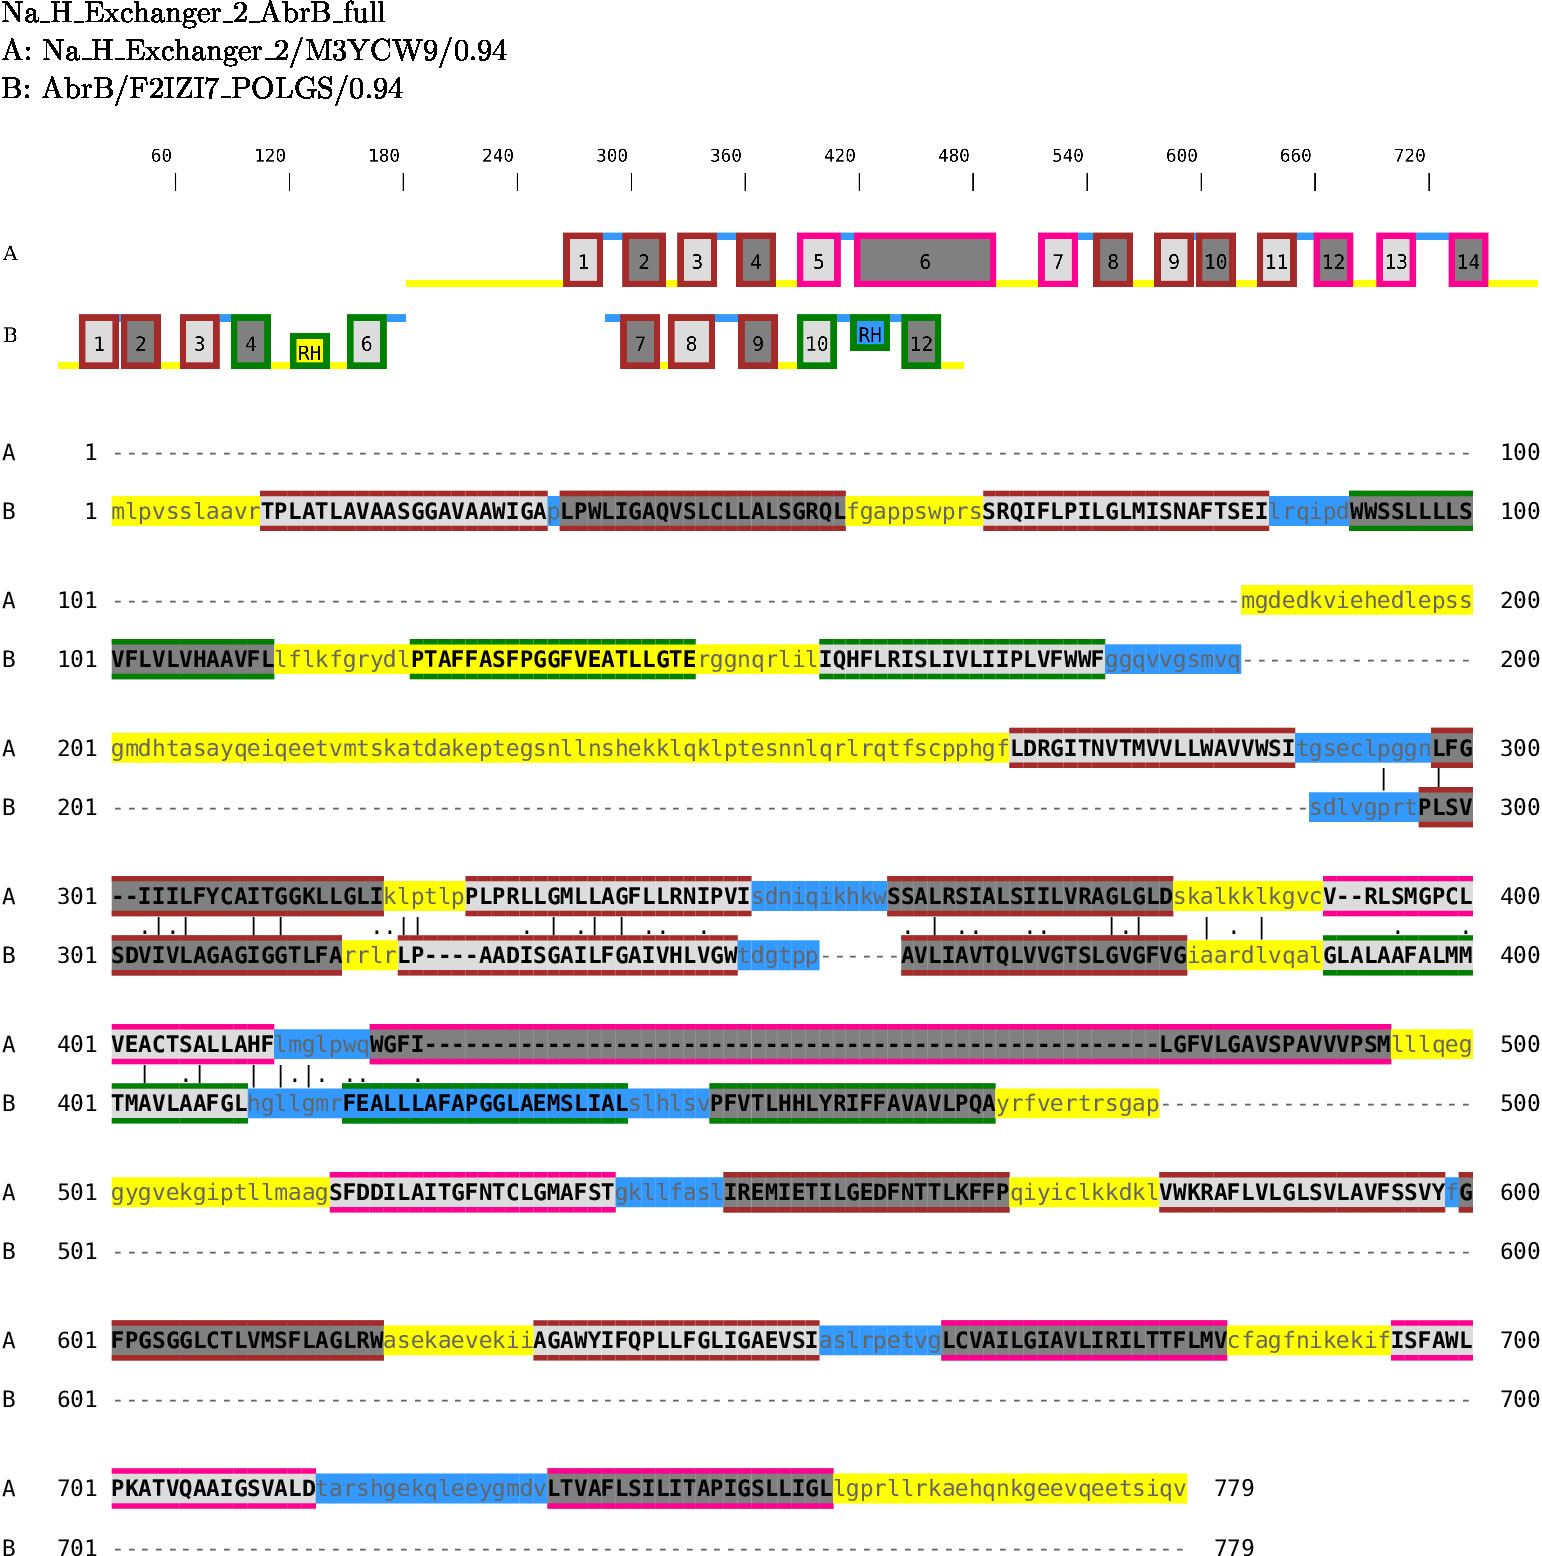 Na_H_Exchanger_2_AbrB_full
A: Na_H_Exchanger_2/M3YCW9/0.94
B: AbrB/F2IZI7_POLGS/0.94
60 120 180 240 300 360 420 480 540 600 660 720
A 1 2 3 4 5 6 7 8 9 10 11 12 13 14
B 1 2 3 4 RH 6 7 8 9 10 RH 12
A 1 ---------------------------------------------------------------------------------------------------- 100
B 1 mlpvsslaavrTPLATLAVAASGGAVAAWIGApLPWLIGAQVSLCLLALSGRQLfgappswprsSRQIFLPILGLMISNAFTSEIlrqipdWWSSLLLLS 100
A 101 -----------------------------------------------------------------------------------mgdedkviehedlepss 200
B 101 VFLVLVHAAVFLlflkfgrydlPTAFFASFPGGFVEATLLGTErggnqrlilIQHFLRISLIVLIIPLVFWWFggqvvgsmvq----------------- 200
A 201 gmdhtasayqeiqeetvmtskatdakeptegsnllnshekklqklptesnnlqrlrqtfscpphgfLDRGITNVTMVVLLWAVVWSItgseclpggnLFG 300
B 201 ----------------------------------------------------------------------------------------sdlvgprtPLSV 300
A 301 --IIILFYCAITGGKLLGLIklptlpPLPRLLGMLLAGFLLRNIPVIsdniqikhkwSSALRSIALSIILVRAGLGLDskalkklkgvcV--RLSMGPCL 400
B 301 SDVIVLAGAGIGGTLFArrlrLP----AADISGAILFGAIVHLVGWtdgtpp------AVLIAVTQLVVGTSLGVGFVGiaardlvqalGLALAAFALMM 400
A 401 VEACTSALLAHFlmglpwqWGFI------------------------------------------------------LGFVLGAVSPAVVVPSMlllqeg 500
B 401 TMAVLAAFGLhgllgmrFEALLLAFAPGGLAEMSLIALslhlsvPFVTLHHLYRIFFAVAVLPQAyrfvertrsgap----------------------- 500
A 501 gygvekgiptllmaagSFDDILAITGFNTCLGMAFSTgkllfaslIREMIETILGEDFNTTLKFFPqiyiclkkdklVWKRAFLVLGLSVLAVFSSVYfG 600
B 501 ---------------------------------------------------------------------------------------------------- 600
A 601 FPGSGGLCTLVMSFLAGLRWasekaevekiiAGAWYIFQPLLFGLIGAEVSIaslrpetvgLCVAILGIAVLIRILTTFLMVcfagfnikekifISFAWL 700
B 601 ---------------------------------------------------------------------------------------------------- 700
A 701 PKATVQAAIGSVALDtarshgekqleeygmdvLTVAFLSILITAPIGSLLIGLlgprllrkaehqnkgeevqeetsiqv 779
B 701 ------------------------------------------------------------------------------- 779